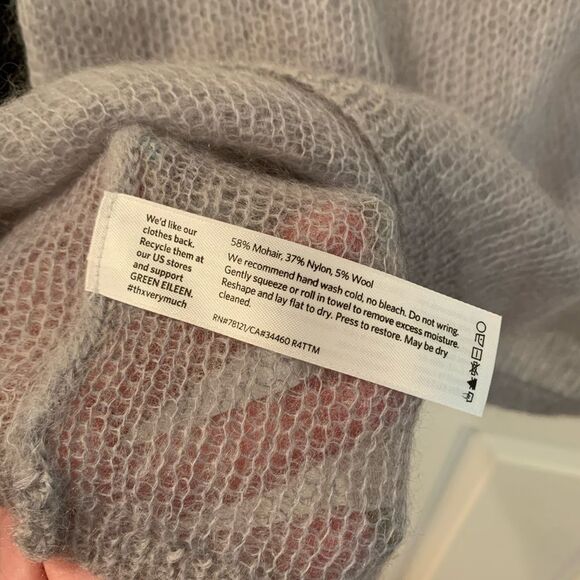 We'd like our
clothes back.
Recycle them at
our US stores
and support
GREEN EILEEN.
#thxverymuch
58% Mohair, 37% Nylon, 5% Wool
We recommend hand wash cold, no bleach. Do not wring.
Gently squeeze or roll in towel to remove excess moisture.
Reshape and lay flat to dry. Press to restore. May be dry
cleaned.
RN#78121/CA#34460 R4TTM